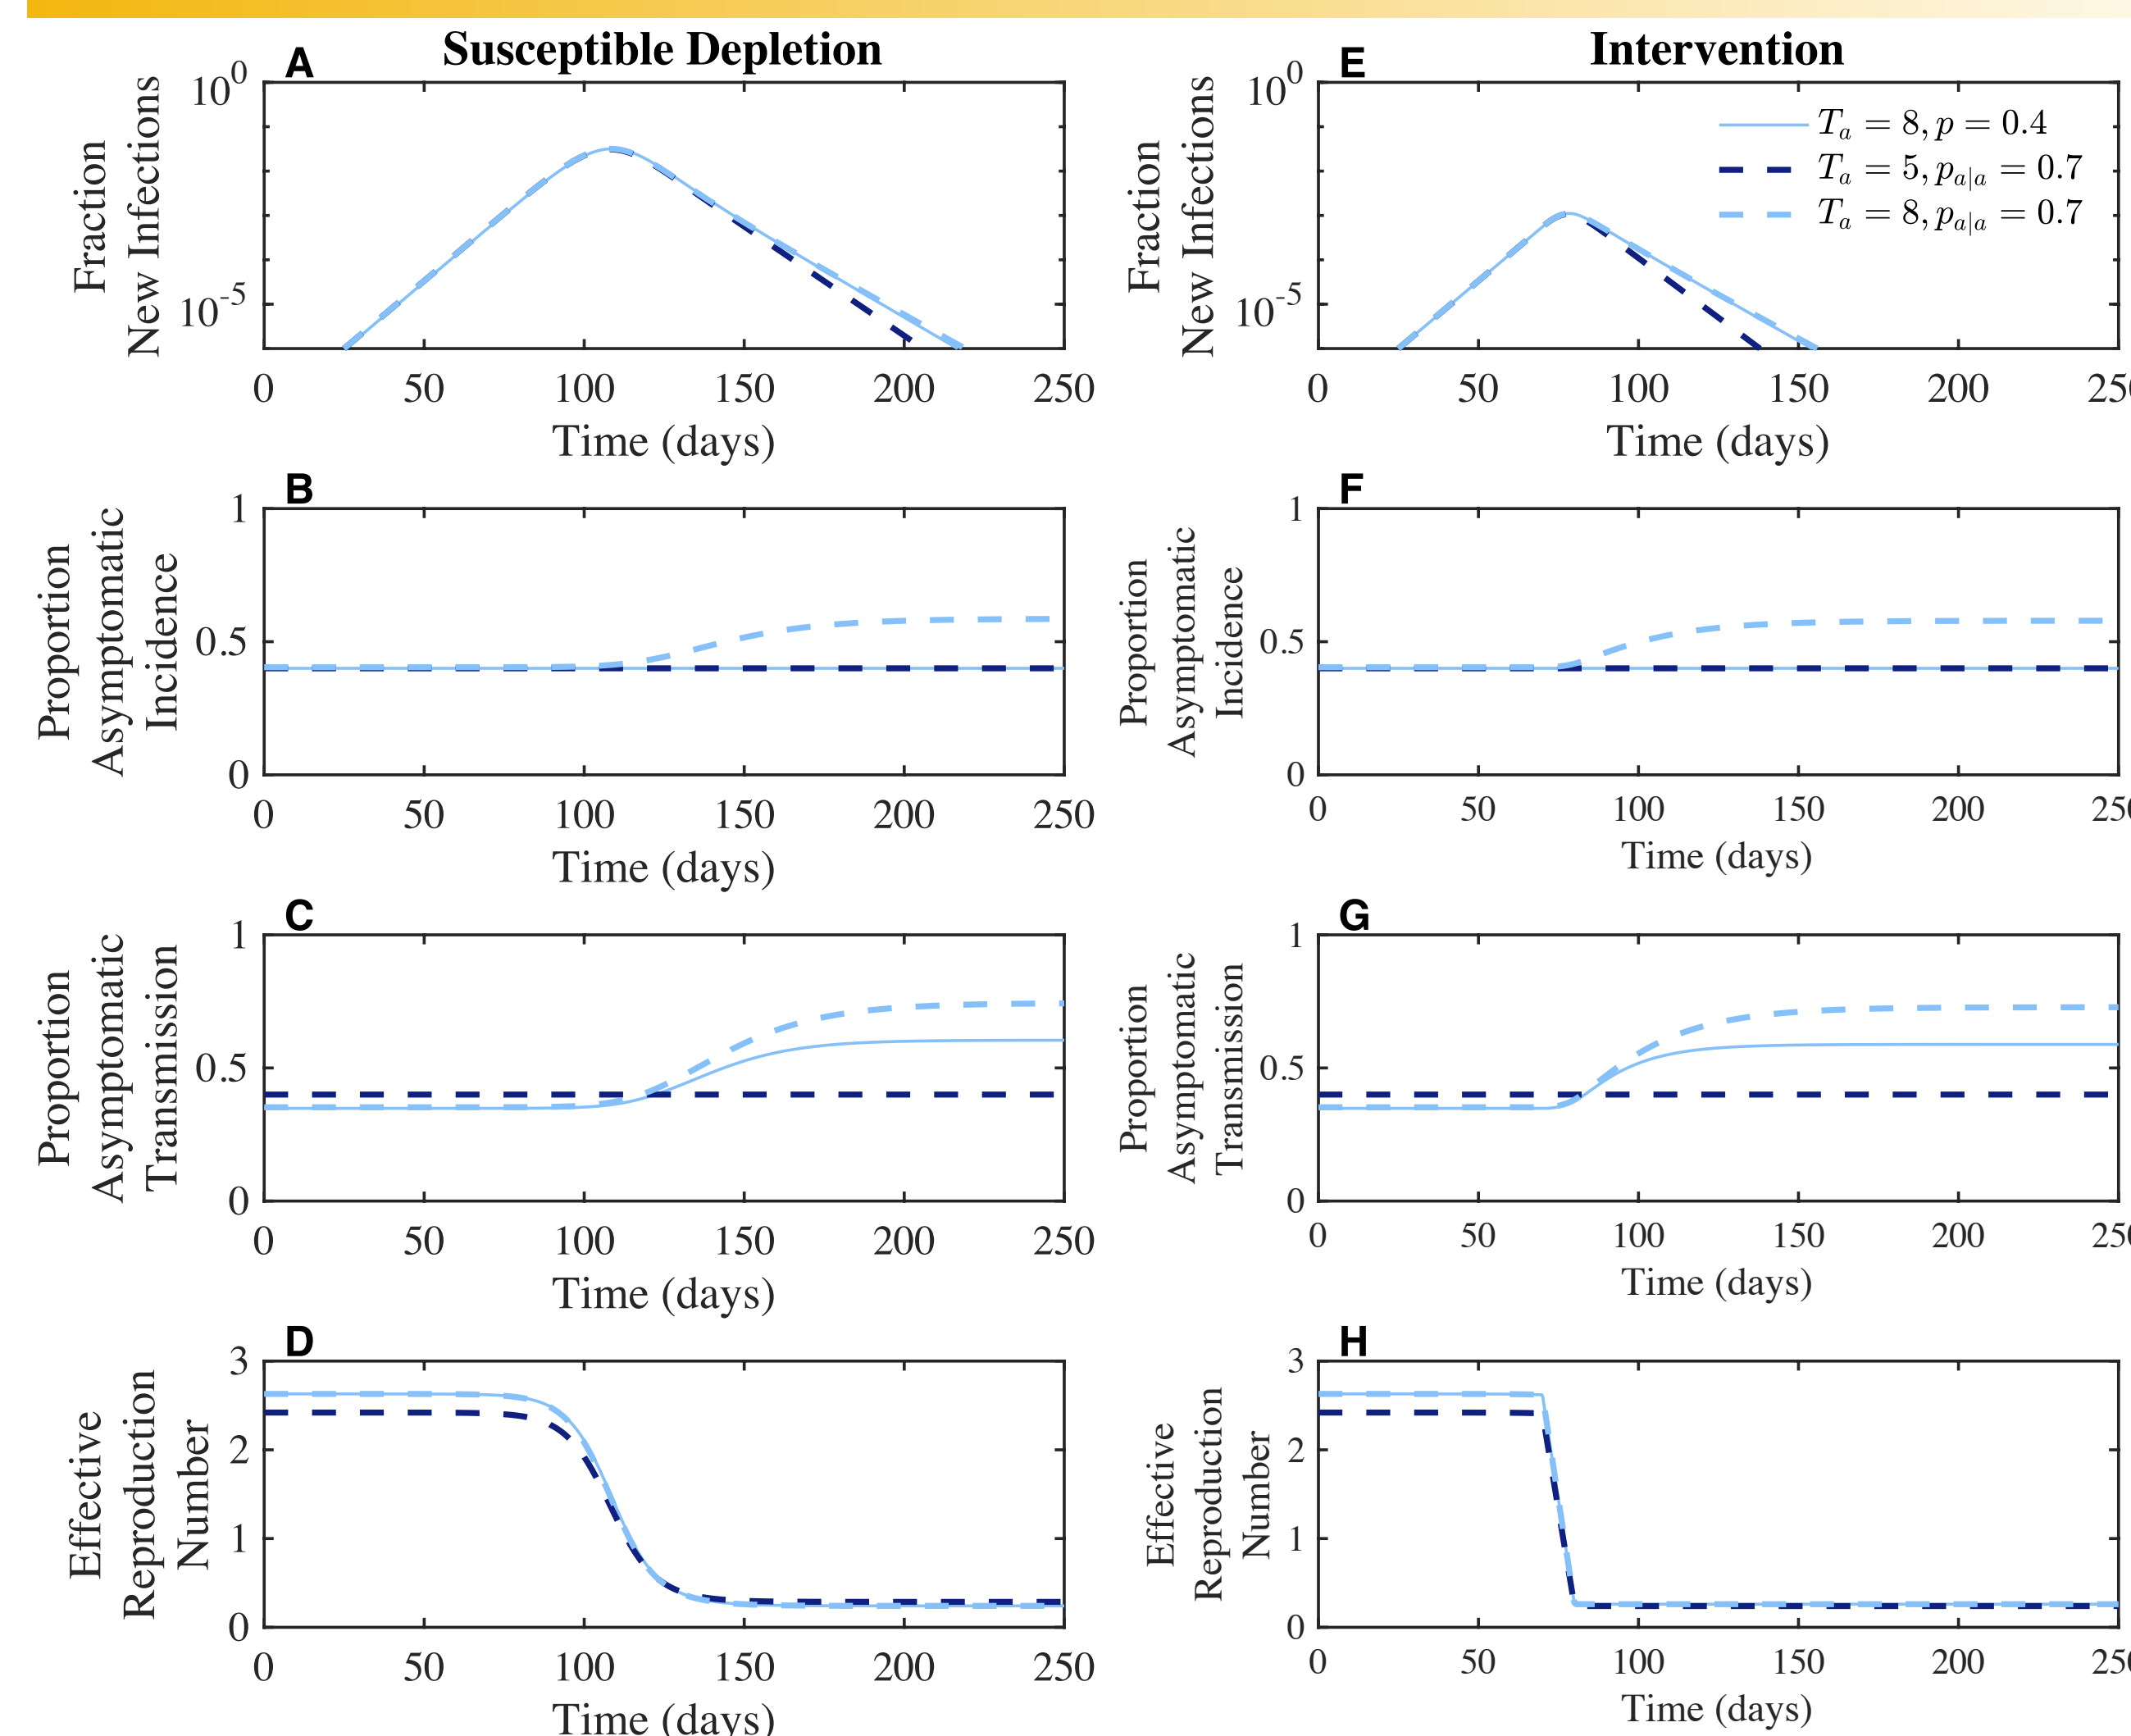 Susceptible Depletion
A
10^0
10^-5
Fraction
New Infections
0 50 100 150 200 250
Time (days)
B
1
0.5
0
Proportion
Asymptomatic
Incidence
0 50 100 150 200 250
Time (days)
C
1
0.5
0
Proportion
Asymptomatic
Transmission
0 50 100 150 200 250
Time (days)
D
3
2
1
0
Effective
Reproduction
Number
0 50 100 150 200 250
Time (days)
Intervention
E
10^0
10^-5
Fraction
New Infections
T_a = 8, p = 0.4
T_a = 5, p_{a|a} = 0.7
T_a = 8, p_{a|a} = 0.7
0 50 100 150 200 250
Time (days)
F
1
0.5
0
Proportion
Asymptomatic
Incidence
0 50 100 150 200 250
Time (days)
G
1
0.5
0
Proportion
Asymptomatic
Transmission
0 50 100 150 200 250
Time (days)
H
3
2
1
0
Effective
Reproduction
Number
0 50 100 150 200 250
Time (days)